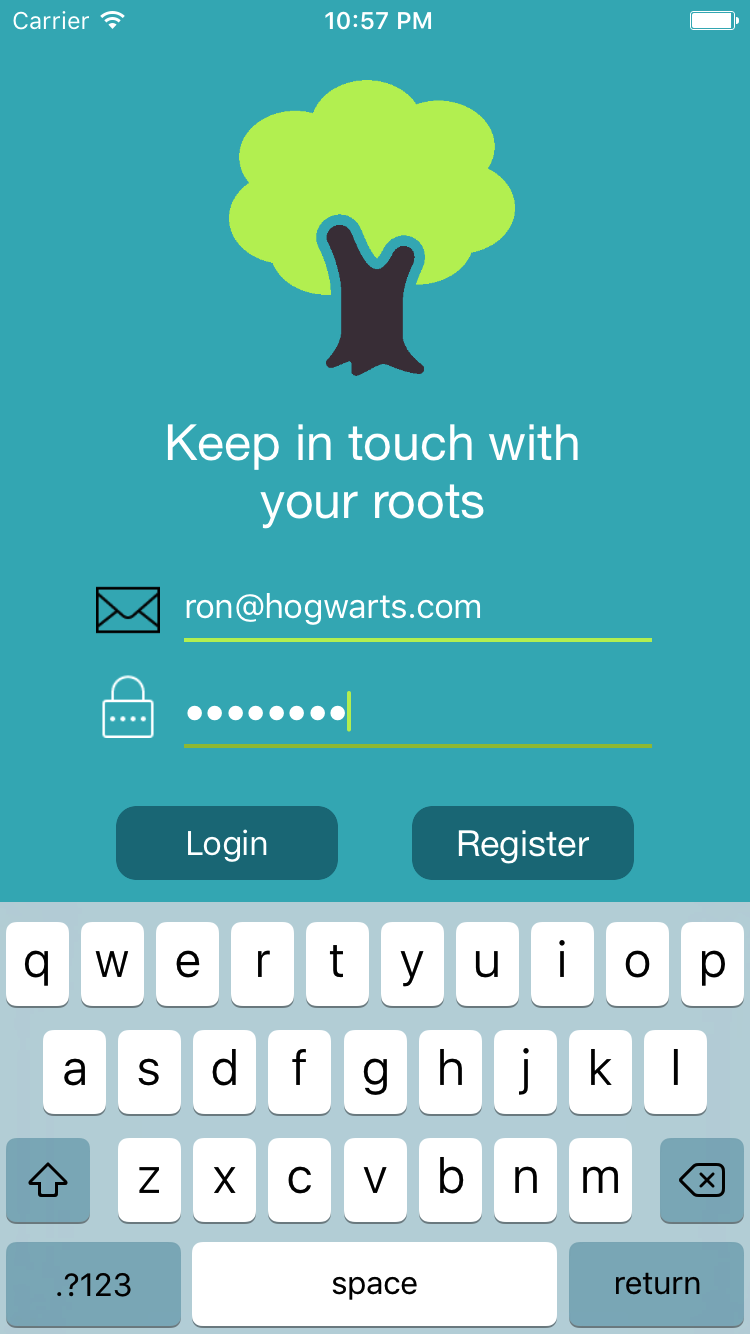 Carrier 10:57 PM
Keep in touch with
your roots
ron@hogwarts.com
••••••••
Login Register
q w e r t y u i o p
a s d f g h j k l
z x c v b n m
.?123 space return